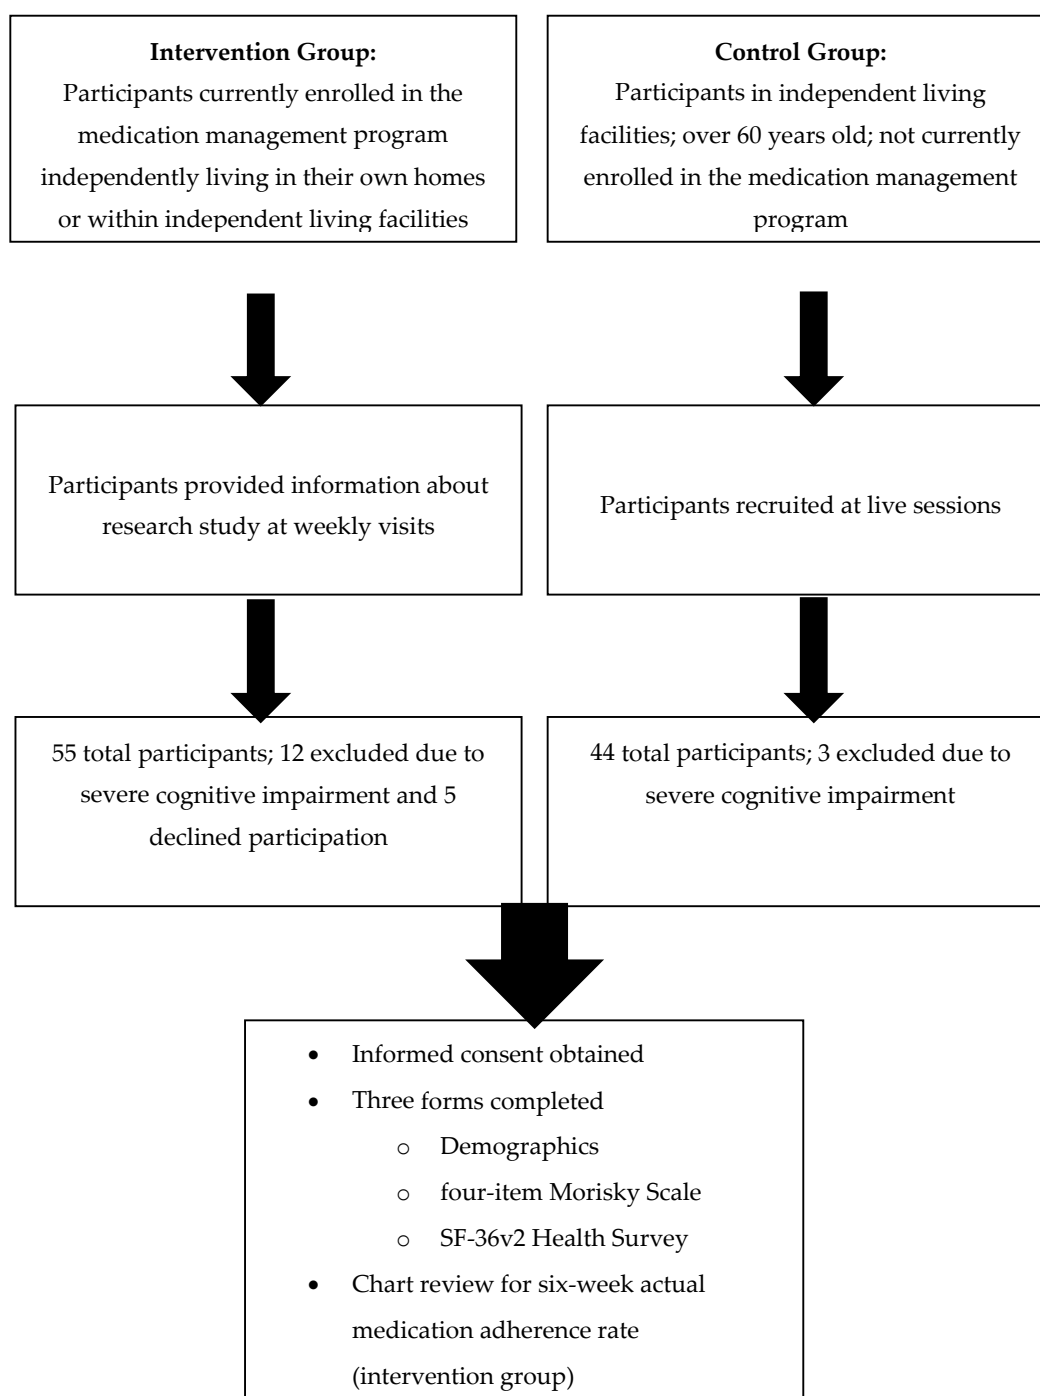 Intervention Group:
Participants currently enrolled in the
medication management program
independently living in their own homes
or within independent living facilities
Control Group:
Participants in independent living
facilities; over 60 years old; not currently
enrolled in the medication management
program
Participants provided information about
research study at weekly visits
Participants recruited at live sessions
55 total participants; 12 excluded due to
severe cognitive impairment and 5
declined participation
44 total participants; 3 excluded due to
severe cognitive impairment
• Informed consent obtained
• Three forms completed
o Demographics
o four-item Morisky Scale
o SF-36v2 Health Survey
• Chart review for six-week actual
medication adherence rate
(intervention group)